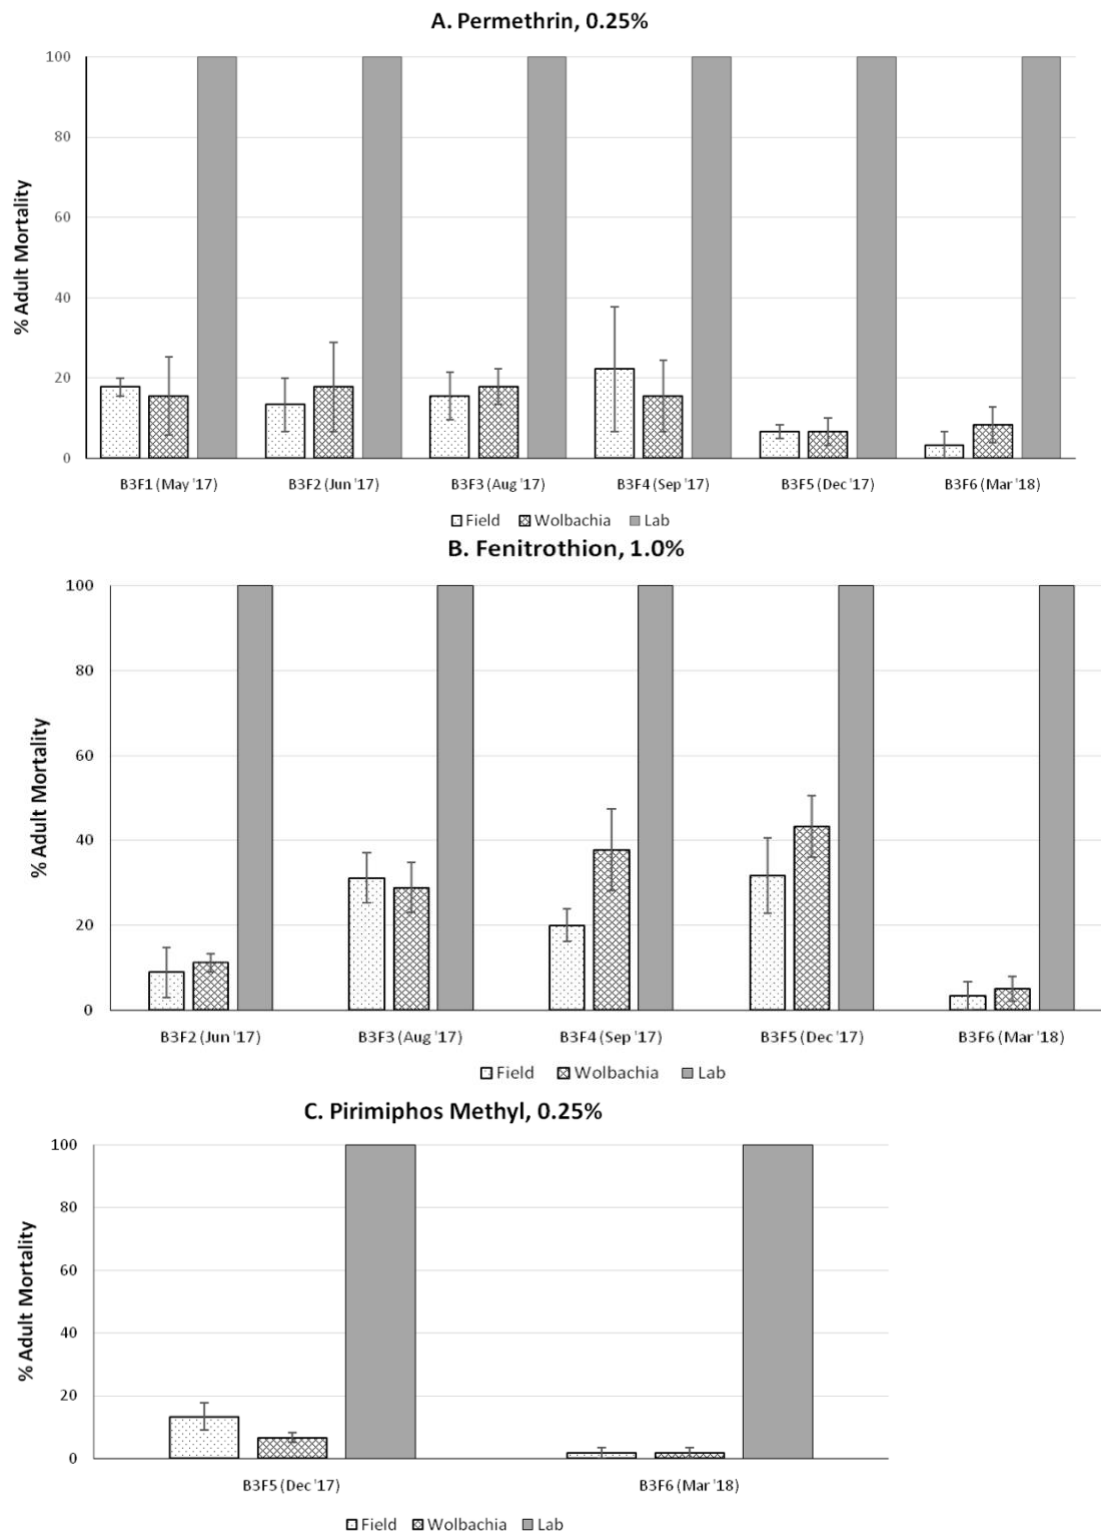 A. Permethrin, 0.25%
% Adult Mortality
100
80
60
40
20
0
B3F1 (May '17) B3F2 (Jun '17) B3F3 (Aug '17) B3F4 (Sep '17) B3F5 (Dec '17) B3F6 (Mar '18)
Field Wolbachia Lab
B. Fenitrothion, 1.0%
% Adult Mortality
100
80
60
40
20
0
B3F2 (Jun '17) B3F3 (Aug '17) B3F4 (Sep '17) B3F5 (Dec '17) B3F6 (Mar '18)
Field Wolbachia Lab
C. Pirimiphos Methyl, 0.25%
% Adult Mortality
100
80
60
40
20
0
B3F5 (Dec '17) B3F6 (Mar '18)
Field Wolbachia Lab